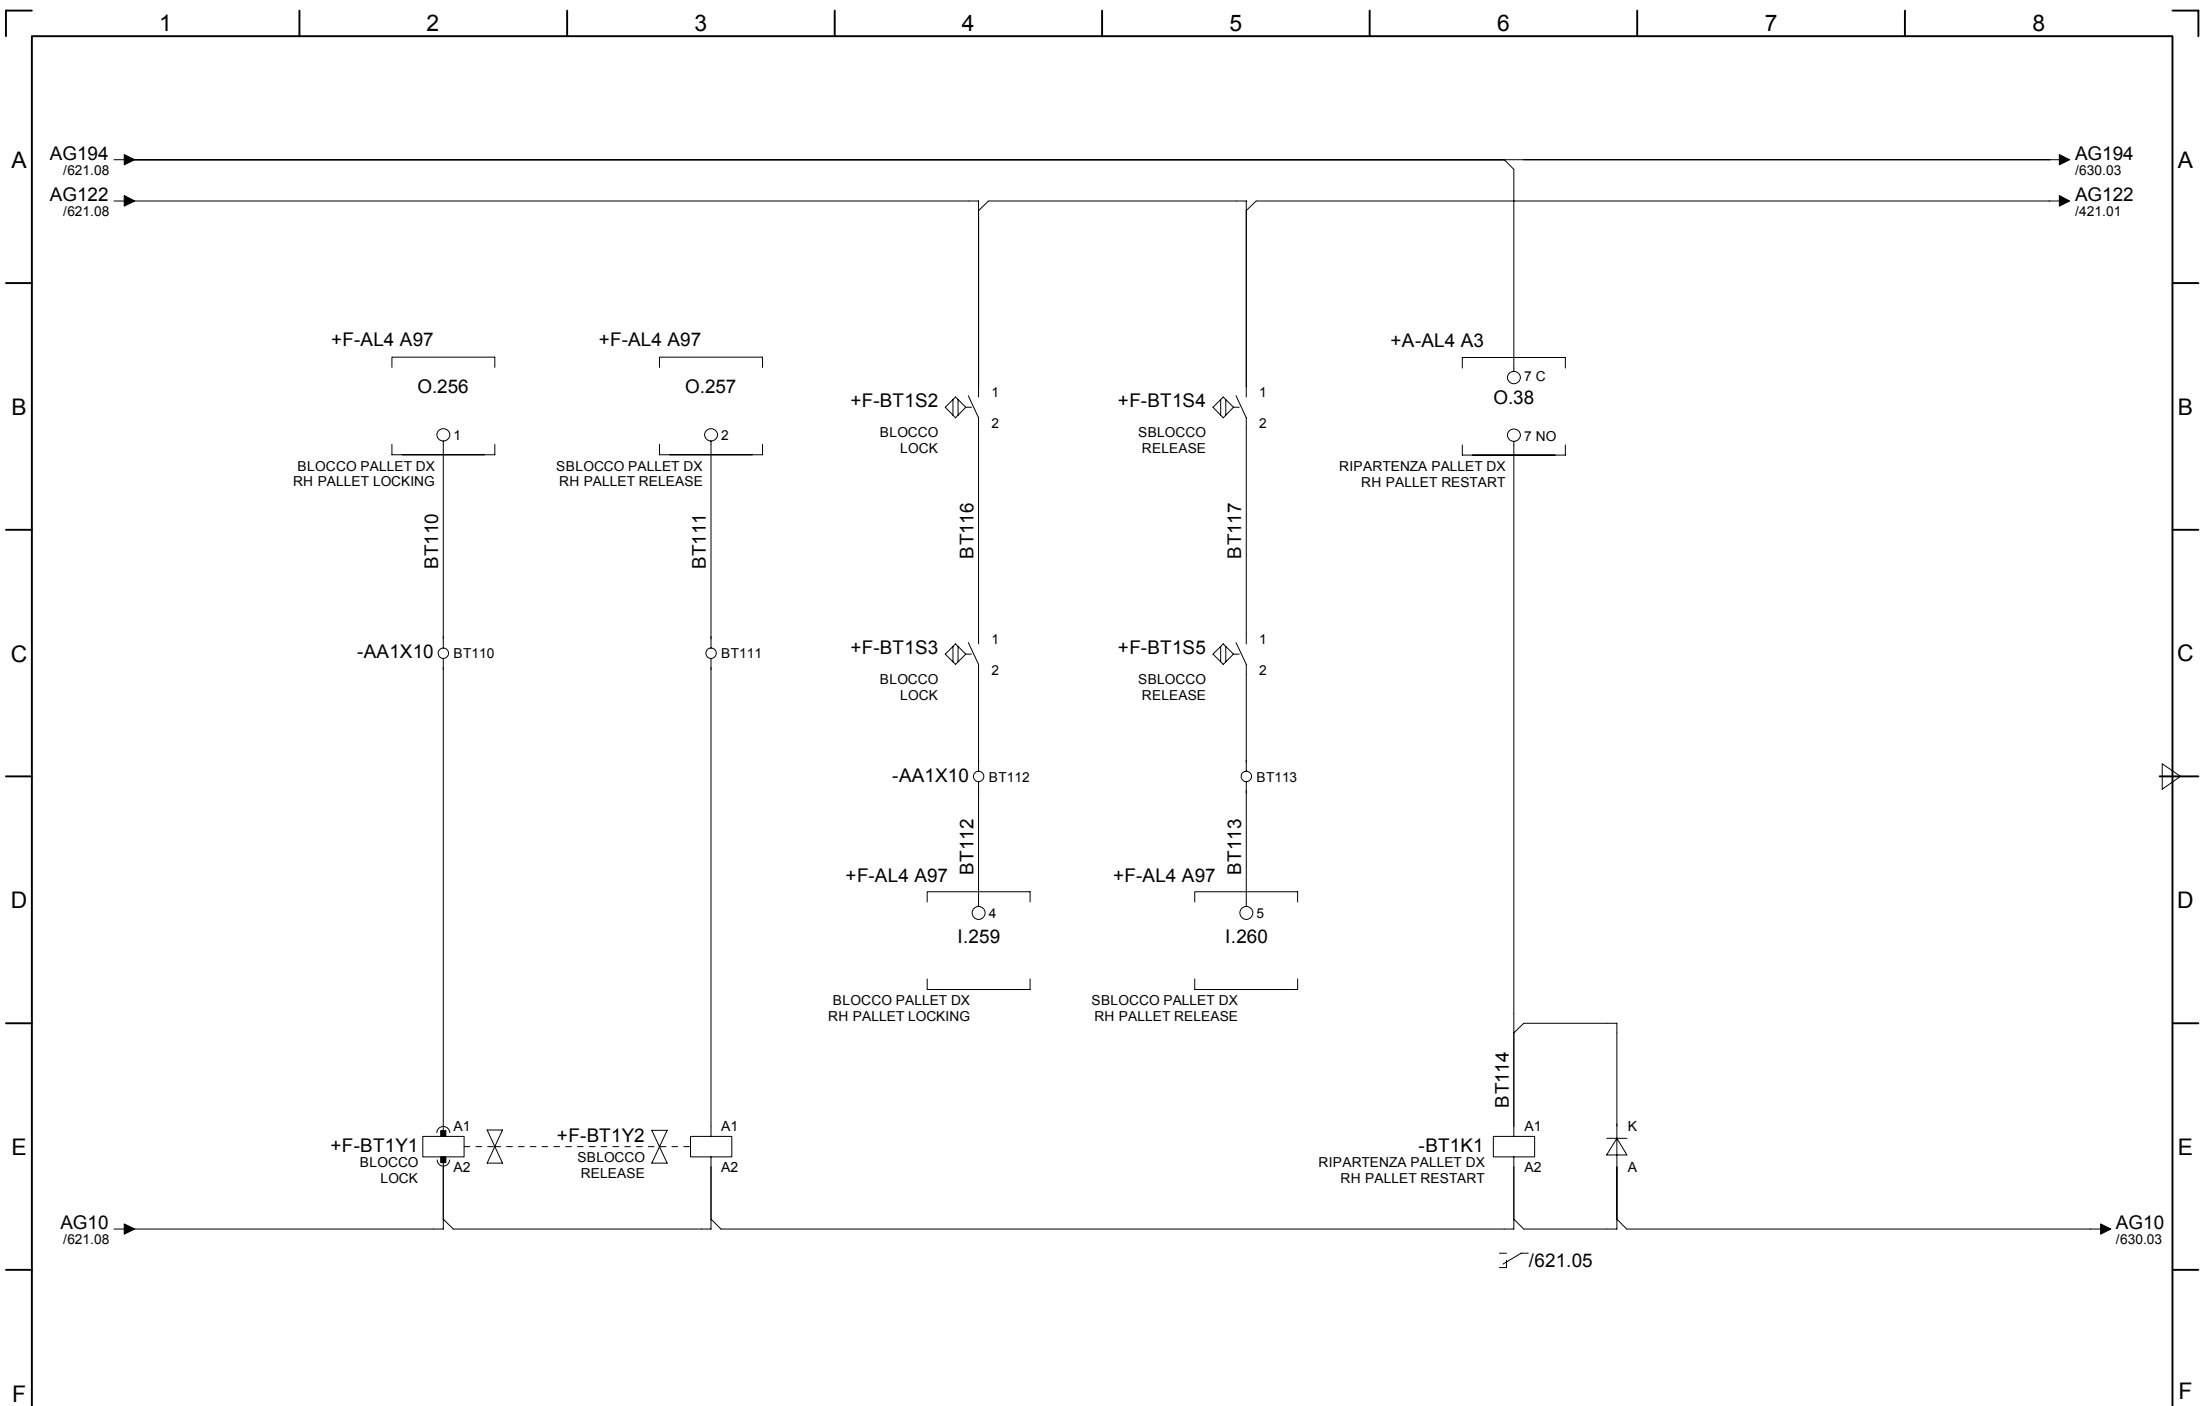 1 2 3 4 5 6 7 8
A AG194 AG194 A
/621.08 /630.03
AG122 AG122
/621.08 /421.01
+F-AL4 A97 +F-AL4 A97 +A-AL4 A3
7 C
O.256 O.257 O.38
1
+F-BT1S2 +F-BT1S4
B B
2 2
1
BLOCCO SBLOCCO
LOCK RELEASE
1 2 7 NO
BLOCCO PALLET DX SBLOCCO PALLET DX RIPARTENZA PALLET DX
RH PALLET LOCKING RH PALLET RELEASE RH PALLET RESTART
BT110 BT111 BT116 BT117
1 1
+F-BT1S3 +F-BT1S5
C -AA1X10 BT110 BT111 C
2 2
BLOCCO SBLOCCO
LOCK RELEASE
-AA1X10 BT112 BT113
BT112 BT113
+F-AL4 A97 +F-AL4 A97
D 4 5 D
I.259 I.260
BLOCCO PALLET DX SBLOCCO PALLET DX
RH PALLET LOCKING RH PALLET RELEASE
BT114
A1 A1 A1 K
E +F-BT1Y1 +F-BT1Y2 -BT1K1 E
BLOCCO SBLOCCO RIPARTENZA PALLET DX
A2 A2 A2 A
LOCK RELEASE RH PALLET RESTART
AG10 AG10
/621.08 /630.03
/621.05
F F